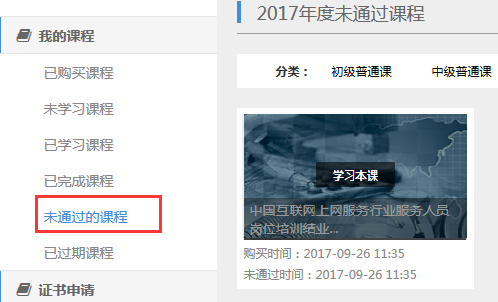 我的课程
已购买课程
未学习课程
已学习课程
已完成课程
未通过的课程
已过期课程
证书申请
2017年度未通过课程
分类： 初级普通课 中级普通课
学习本课
中国互联网上网服务行业服务人员
岗位培训结业...
购买时间：2017-09-26 11:35
未通过时间：2017-09-26 11:35